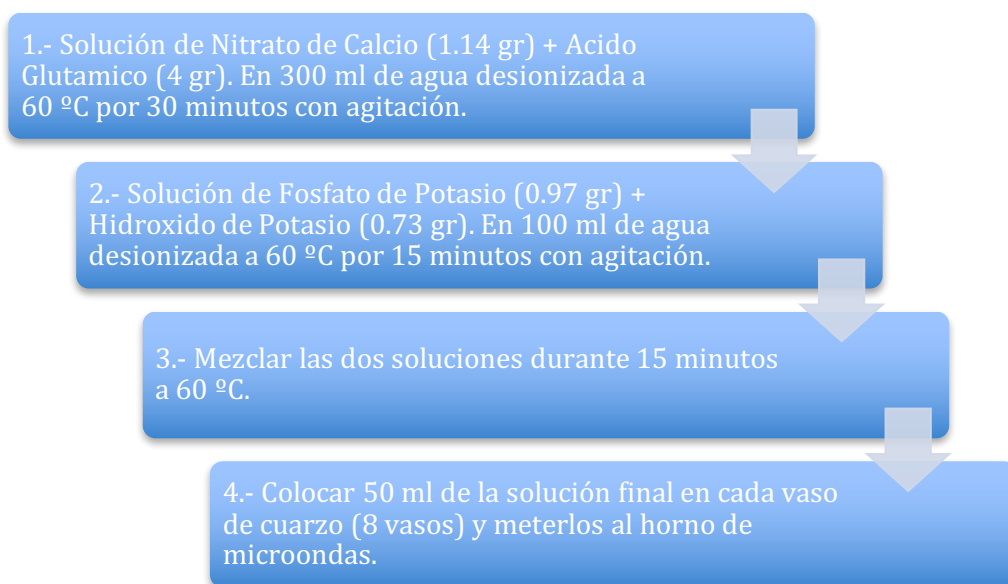 1.- Solución de Nitrato de Calcio (1.14 gr) + Acido
Glutamico (4 gr). En 300 ml de agua desionizada a
60 ºC por 30 minutos con agitación.
2.- Solución de Fosfato de Potasio (0.97 gr) +
Hidroxido de Potasio (0.73 gr). En 100 ml de agua
desionizada a 60 ºC por 15 minutos con agitación.
3.- Mezclar las dos soluciones durante 15 minutos
a 60 ºC.
4.- Colocar 50 ml de la solución final en cada vaso
de cuarzo (8 vasos) y meterlos al horno de
microondas.